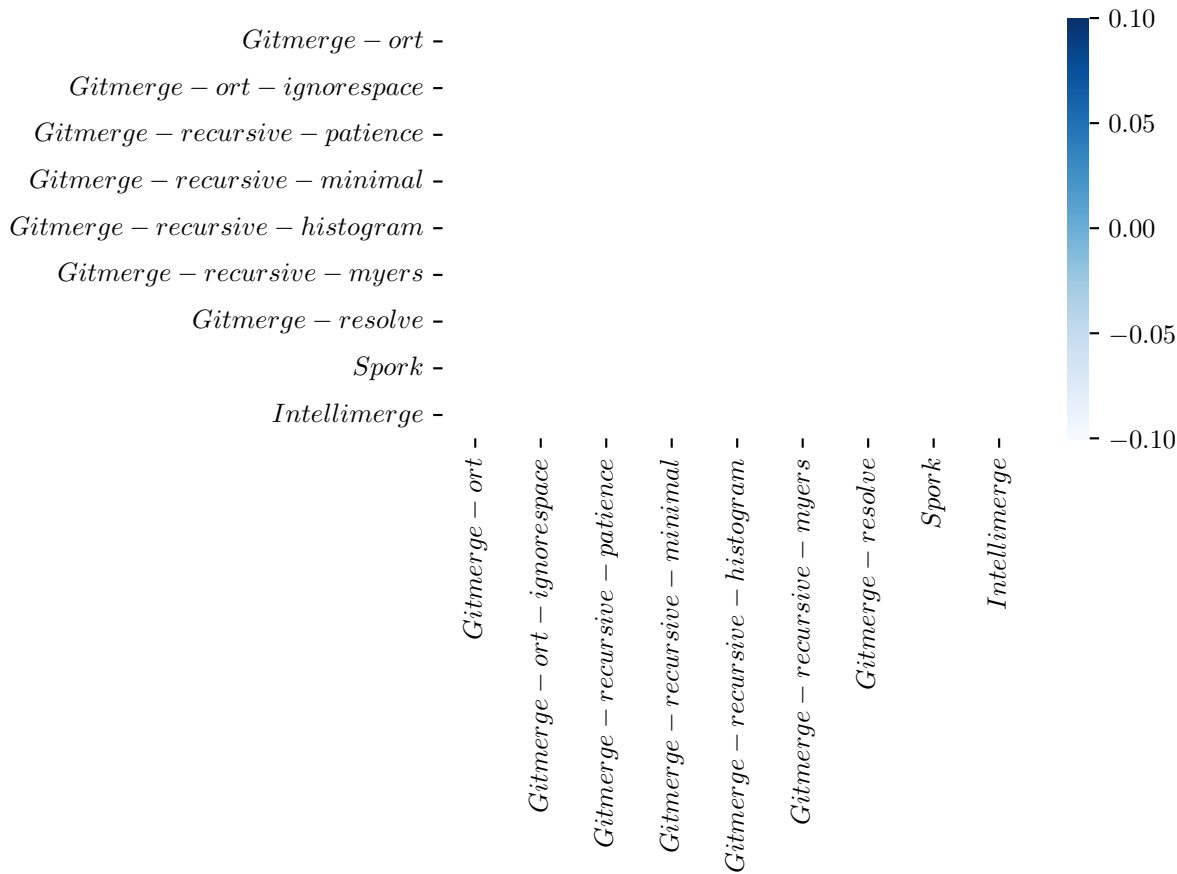 Gitmerge − ort
Gitmerge − ort − ignorespace
Gitmerge − recursive − patience
Gitmerge − recursive − minimal
Gitmerge − recursive − histogram
Gitmerge − recursive − myers
Gitmerge − resolve
Spork
Intellimerge
Gitmerge − ort
Gitmerge − ort − ignorespace
Gitmerge − recursive − patience
Gitmerge − recursive − minimal
Gitmerge − recursive − histogram
Gitmerge − recursive − myers
Gitmerge − resolve
Spork
Intellimerge
0.10
0.05
0.00
−0.05
−0.10